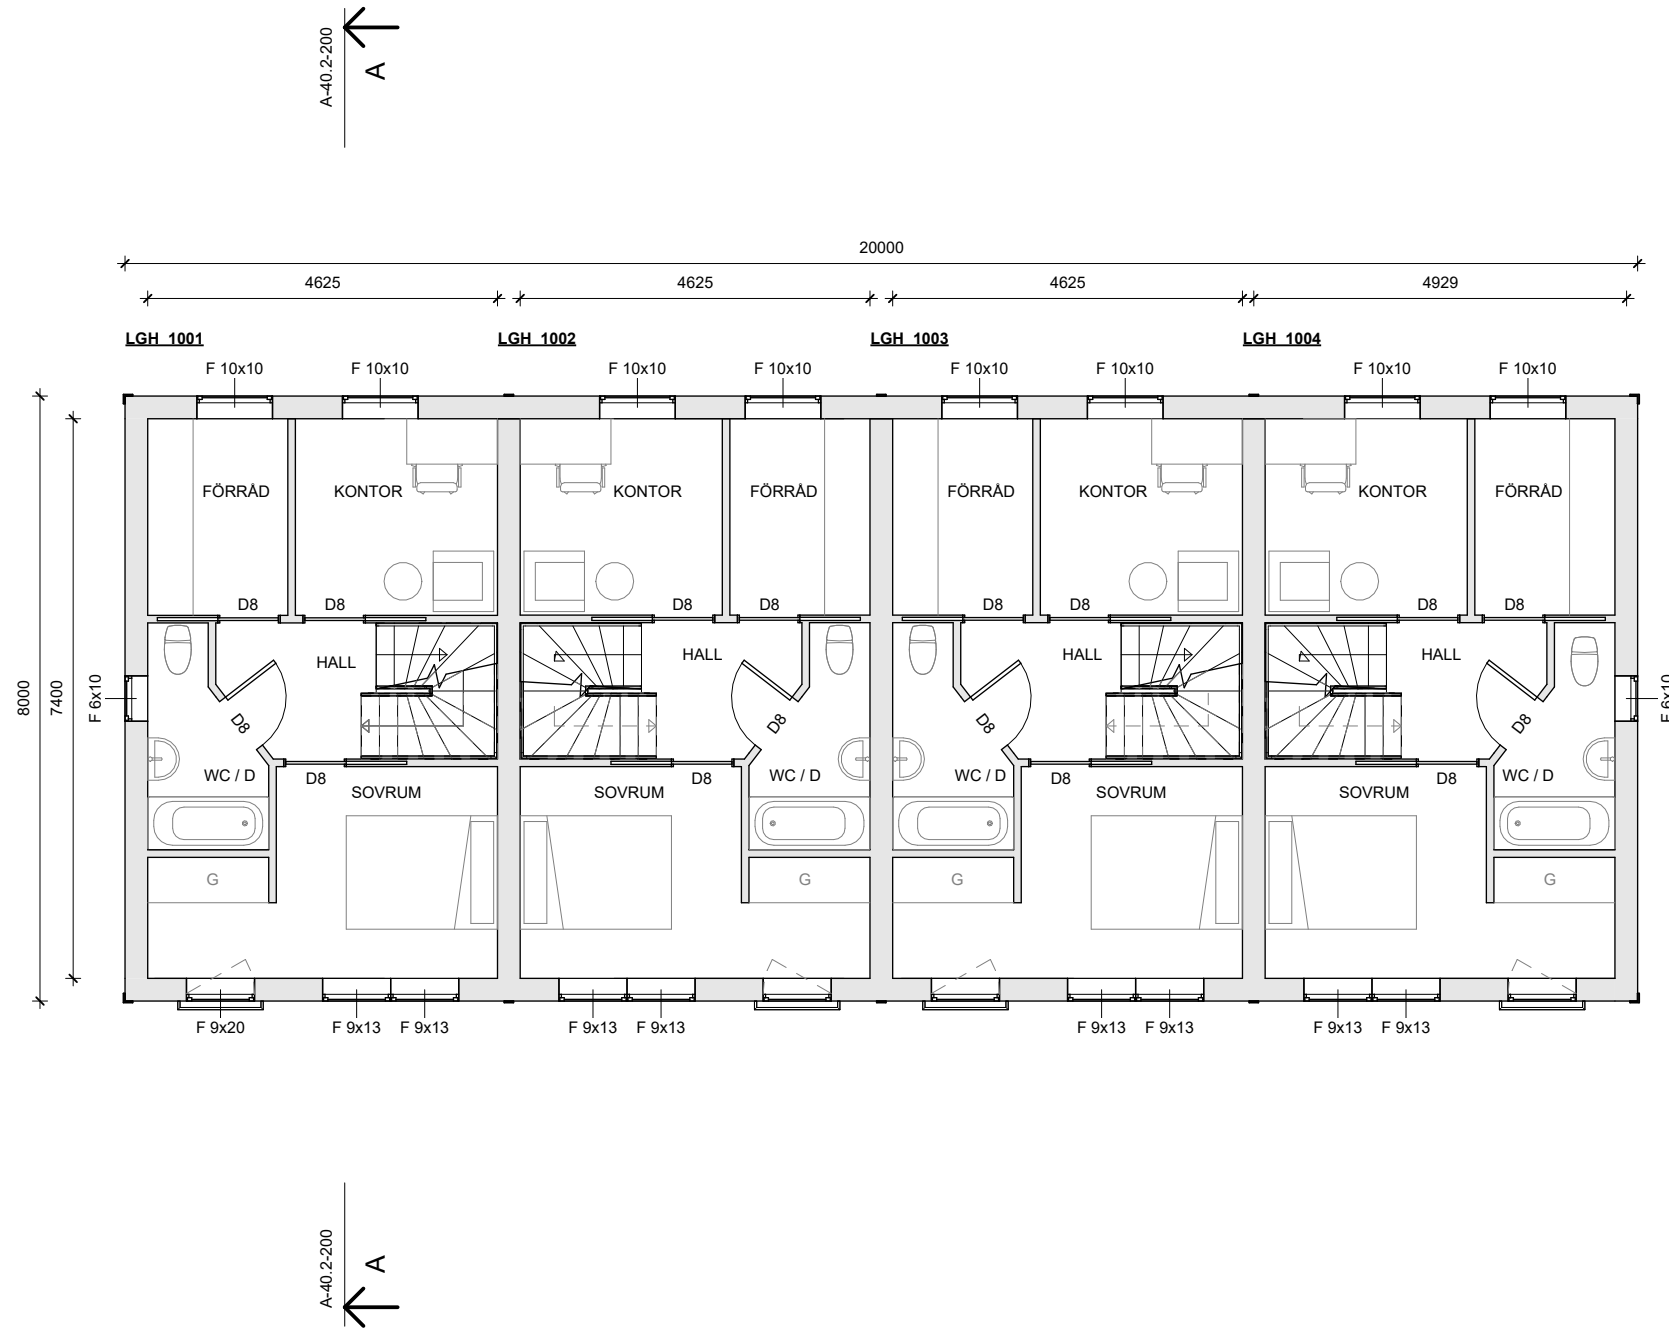 A-40.2-200
A
20000
4625 4625 4625 4929
LGH 1001 LGH 1002 LGH 1003 LGH 1004
F 10x10 F 10x10 F 10x10 F 10x10 F 10x10 F 10x10 F 10x10 F 10x10
FÖRRÅD KONTOR KONTOR FÖRRÅD FÖRRÅD KONTOR KONTOR FÖRRÅD
D8 D8 D8 D8 D8 D8 D8 D8
HALL HALL HALL HALL
8000
7400
F 6x10
F 6x10
D8 D8 D8 D8
WC / D WC / D WC / D WC / D
D8 D8 D8 D8
SOVRUM SOVRUM SOVRUM SOVRUM
G G G G
F 9x20 F 9x13 F 9x13 F 9x13 F 9x13 F 9x13 F 9x13 F 9x13 F 9x13
A-40.2-200
A